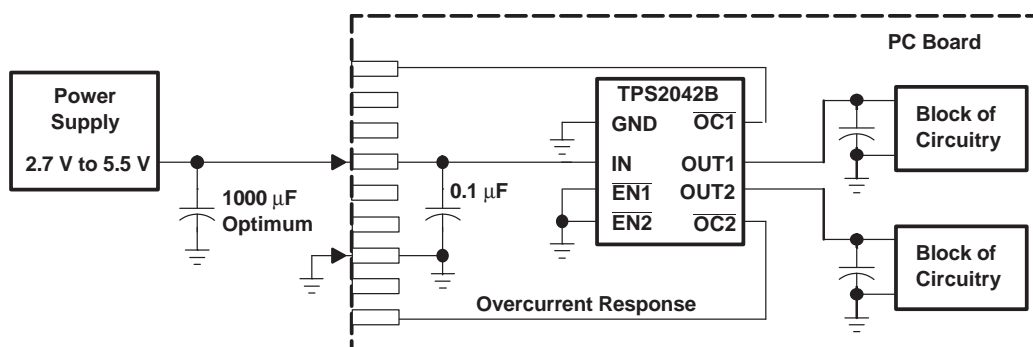 PC Board
Power
Supply
2.7 V to 5.5 V
1000 μF
Optimum
0.1 μF
TPS2042B
GND
IN
EN1
EN2
OC1
OUT1
OUT2
OC2
Overcurrent Response
Block of
Circuitry
Block of
Circuitry